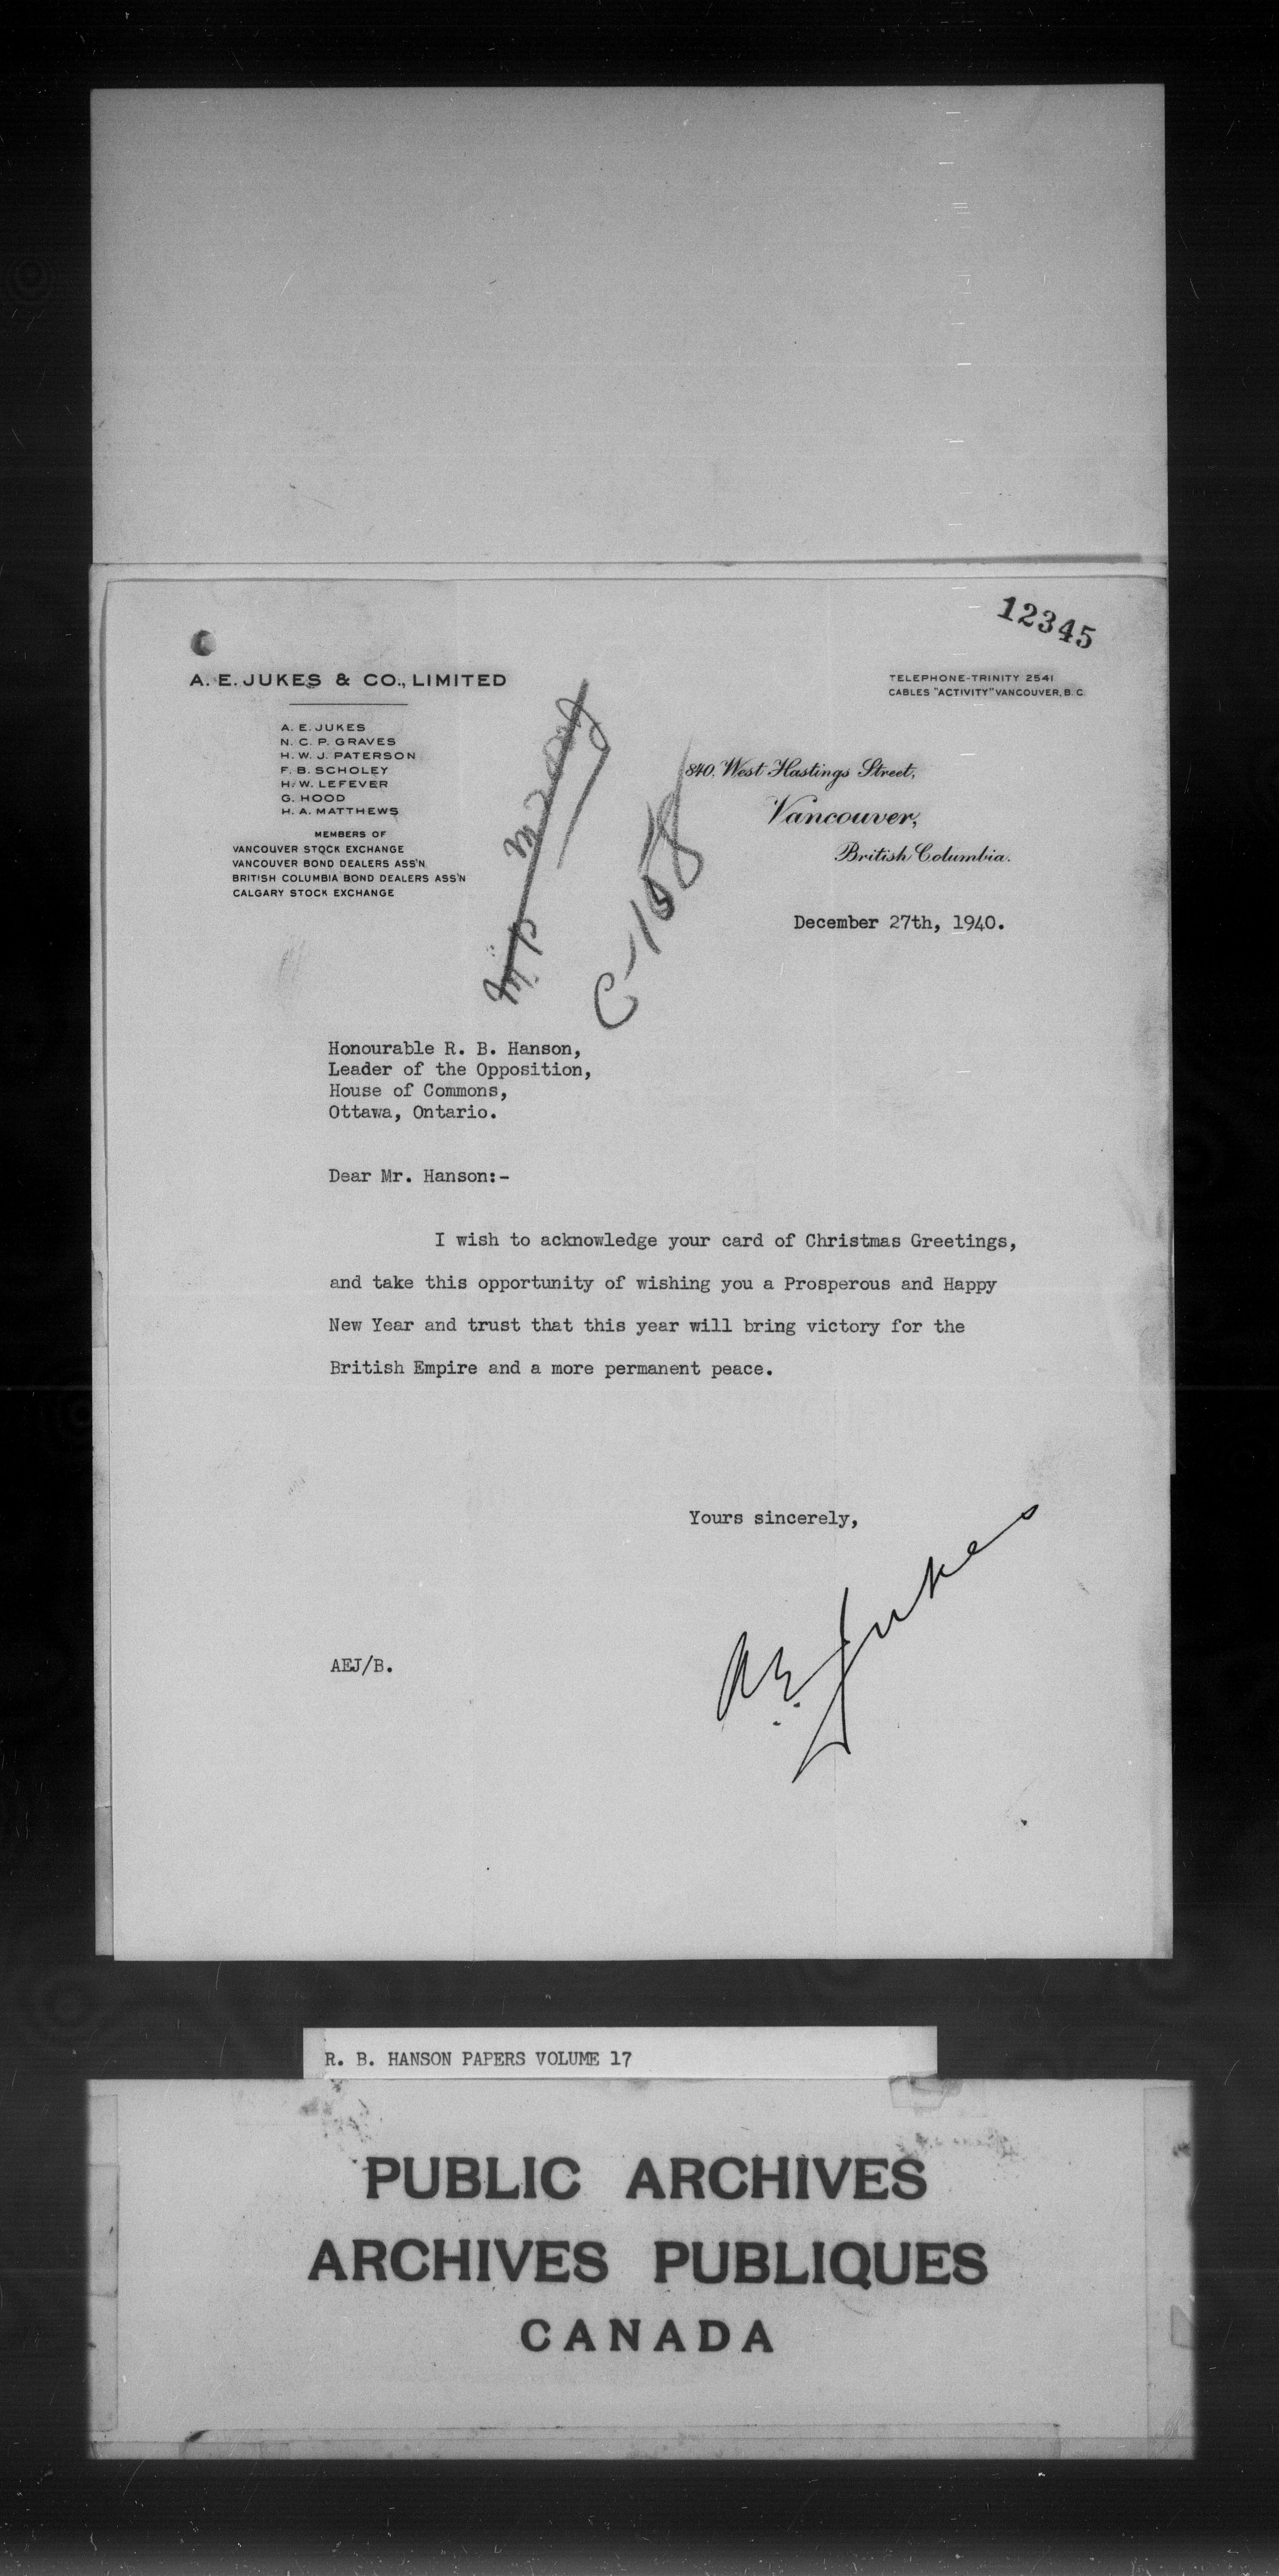 12345
A. E. JUKES & CO., LIMITED
TELEPHONE-TRINITY 2541
CABLES "ACTIVITY" VANCOUVER, B. C.
A. E. JUKES
N. C. P. GRAVES
H. W. J. PATERSON
F. B. SCHOLEY
H. W. LEFEVER
G. HOOD
H. A. MATTHEWS
MEMBERS OF
VANCOUVER STOCK EXCHANGE
VANCOUVER BOND DEALERS ASS'N
BRITISH COLUMBIA BOND DEALERS ASS'N
CALGARY STOCK EXCHANGE
840. West Hastings Street,
Vancouver,
British Columbia.
C-158
December 27th, 1940.
Honourable R. B. Hanson,
Leader of the Opposition,
House of Commons,
Ottawa, Ontario.
Dear Mr. Hanson:-
I wish to acknowledge your card of Christmas Greetings,
and take this opportunity of wishing you a Prosperous and Happy
New Year and trust that this year will bring victory for the
British Empire and a more permanent peace.
Yours sincerely,
A. E. Jukes
AEJ/B.
R. B. HANSON PAPERS VOLUME 17
PUBLIC ARCHIVES
ARCHIVES PUBLIQUES
CANADA